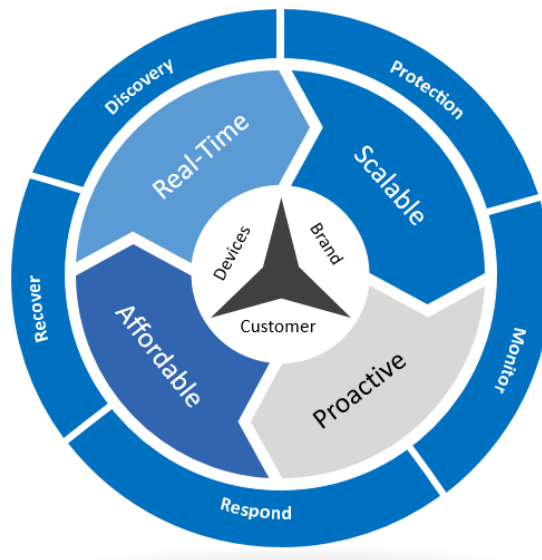 Discovery
Protection
Monitor
Respond
Recover
Real-Time
Scalable
Proactive
Affordable
Devices
Brand
Customer